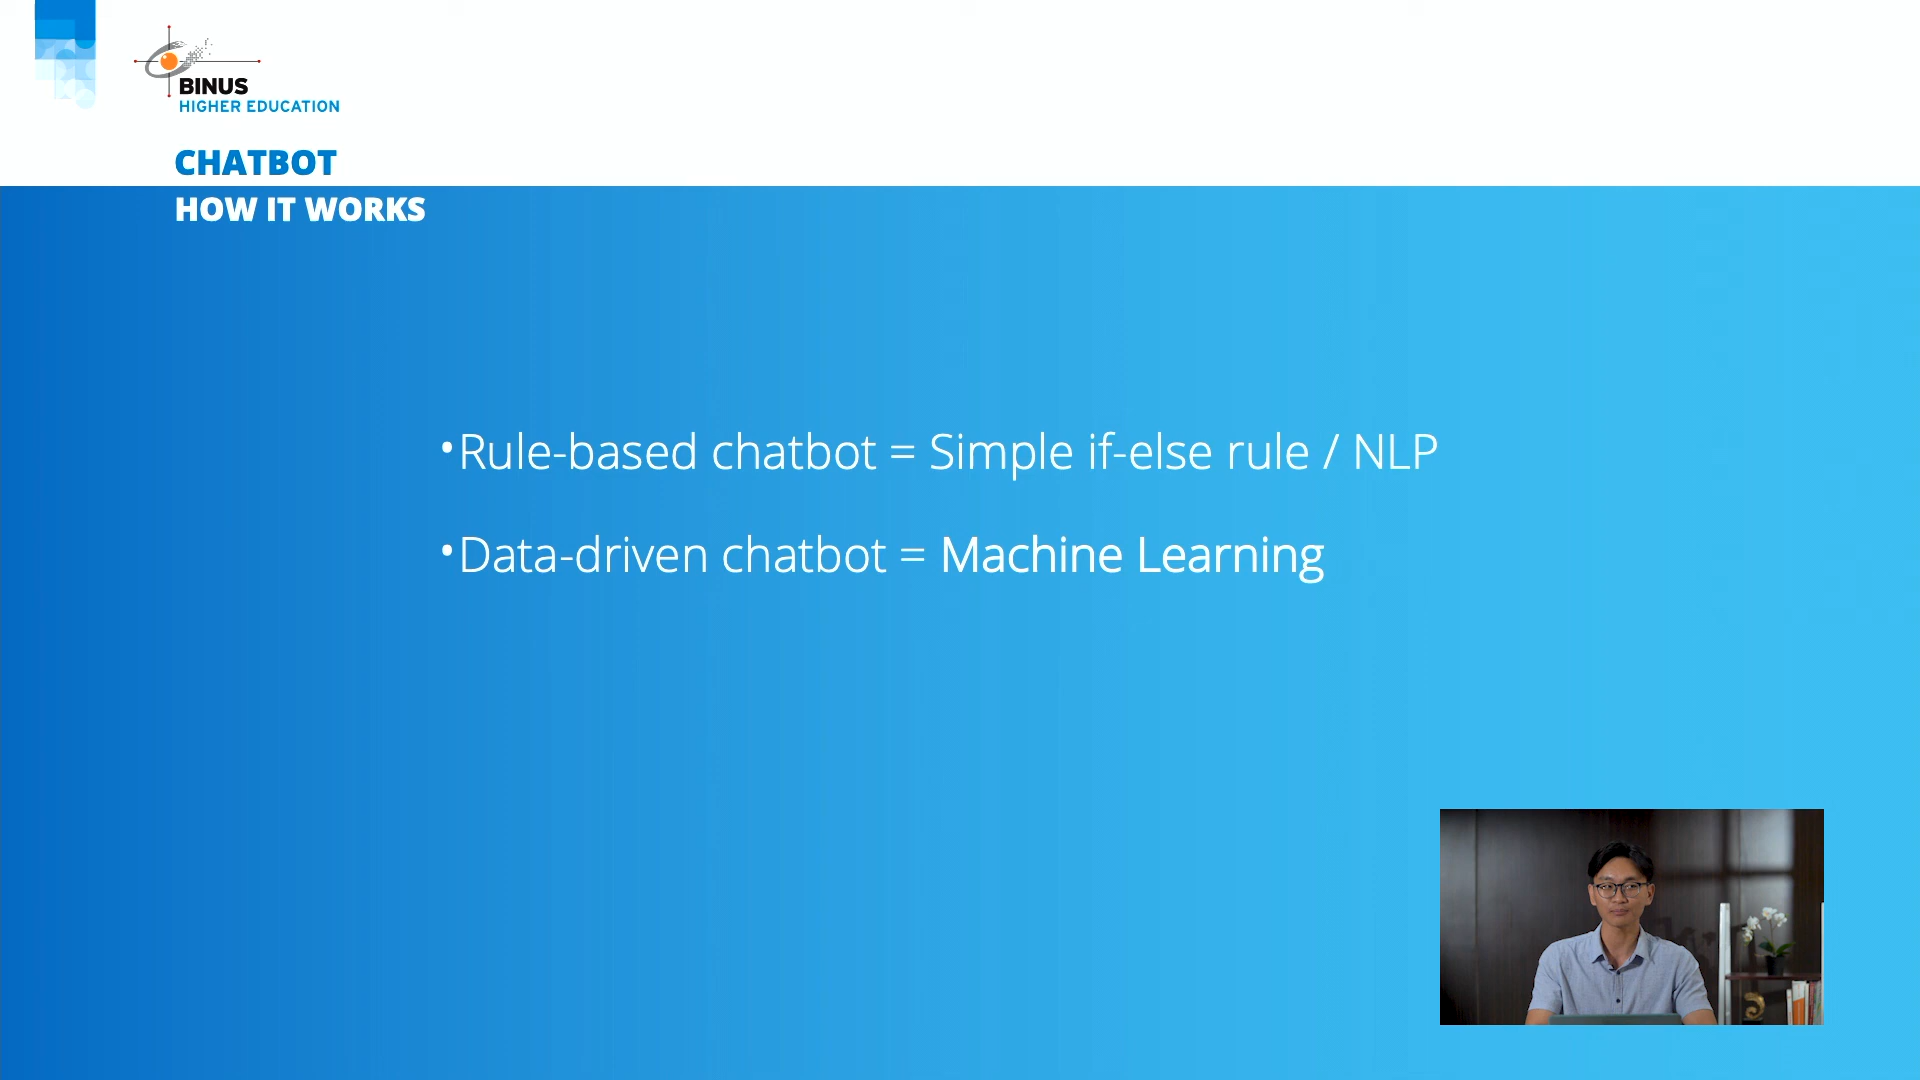 BINUS
HIGHER EDUCATION
CHATBOT
HOW IT WORKS
•Rule-based chatbot = Simple if-else rule / NLP
•Data-driven chatbot = Machine Learning